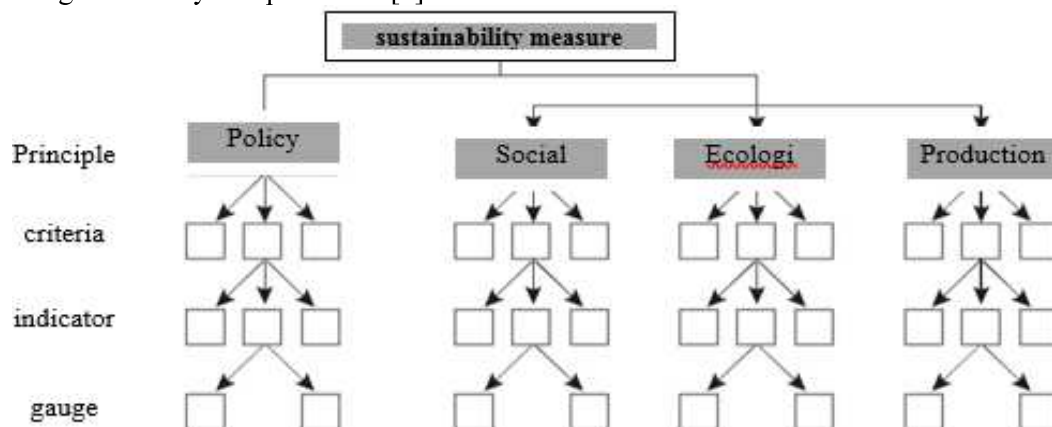 sustainability measure
Policy
Principle
Social
Ecologi
Production
criteria
indicator
gauge